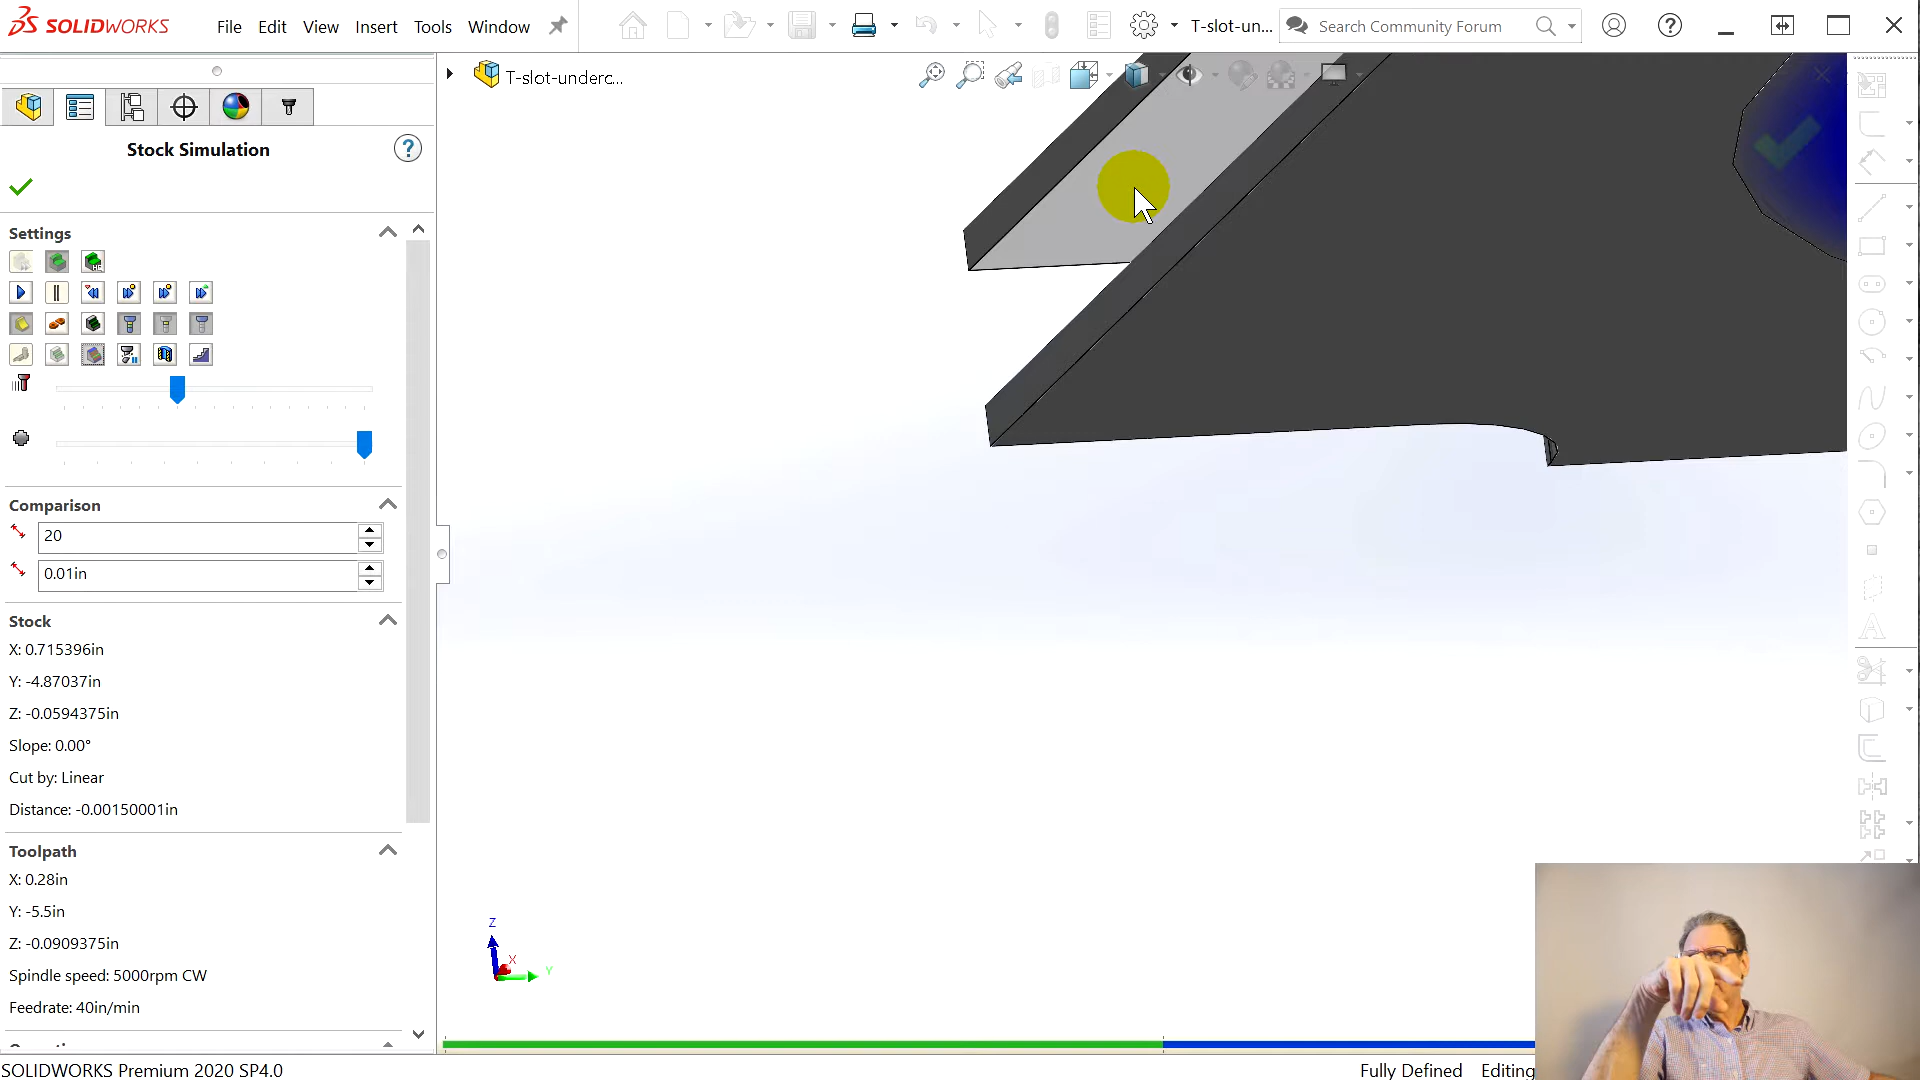 SOLIDWORKS File Edit View Insert Tools Window T-slot-un... Search Community Forum
T-slot-underc...
Stock Simulation
Settings
Comparison
20
0.01in
Stock
X: 0.715396in
Y: -4.87037in
Z: -0.0594375in
Slope: 0.00°
Cut by: Linear
Distance: -0.00150001in
Toolpath
X: 0.28in
Y: -5.5in
Z: -0.0909375in
Spindle speed: 5000rpm CW
Feedrate: 40in/min
Z
X
Y
SOLIDWORKS Premium 2020 SP4.0 Fully Defined Editing